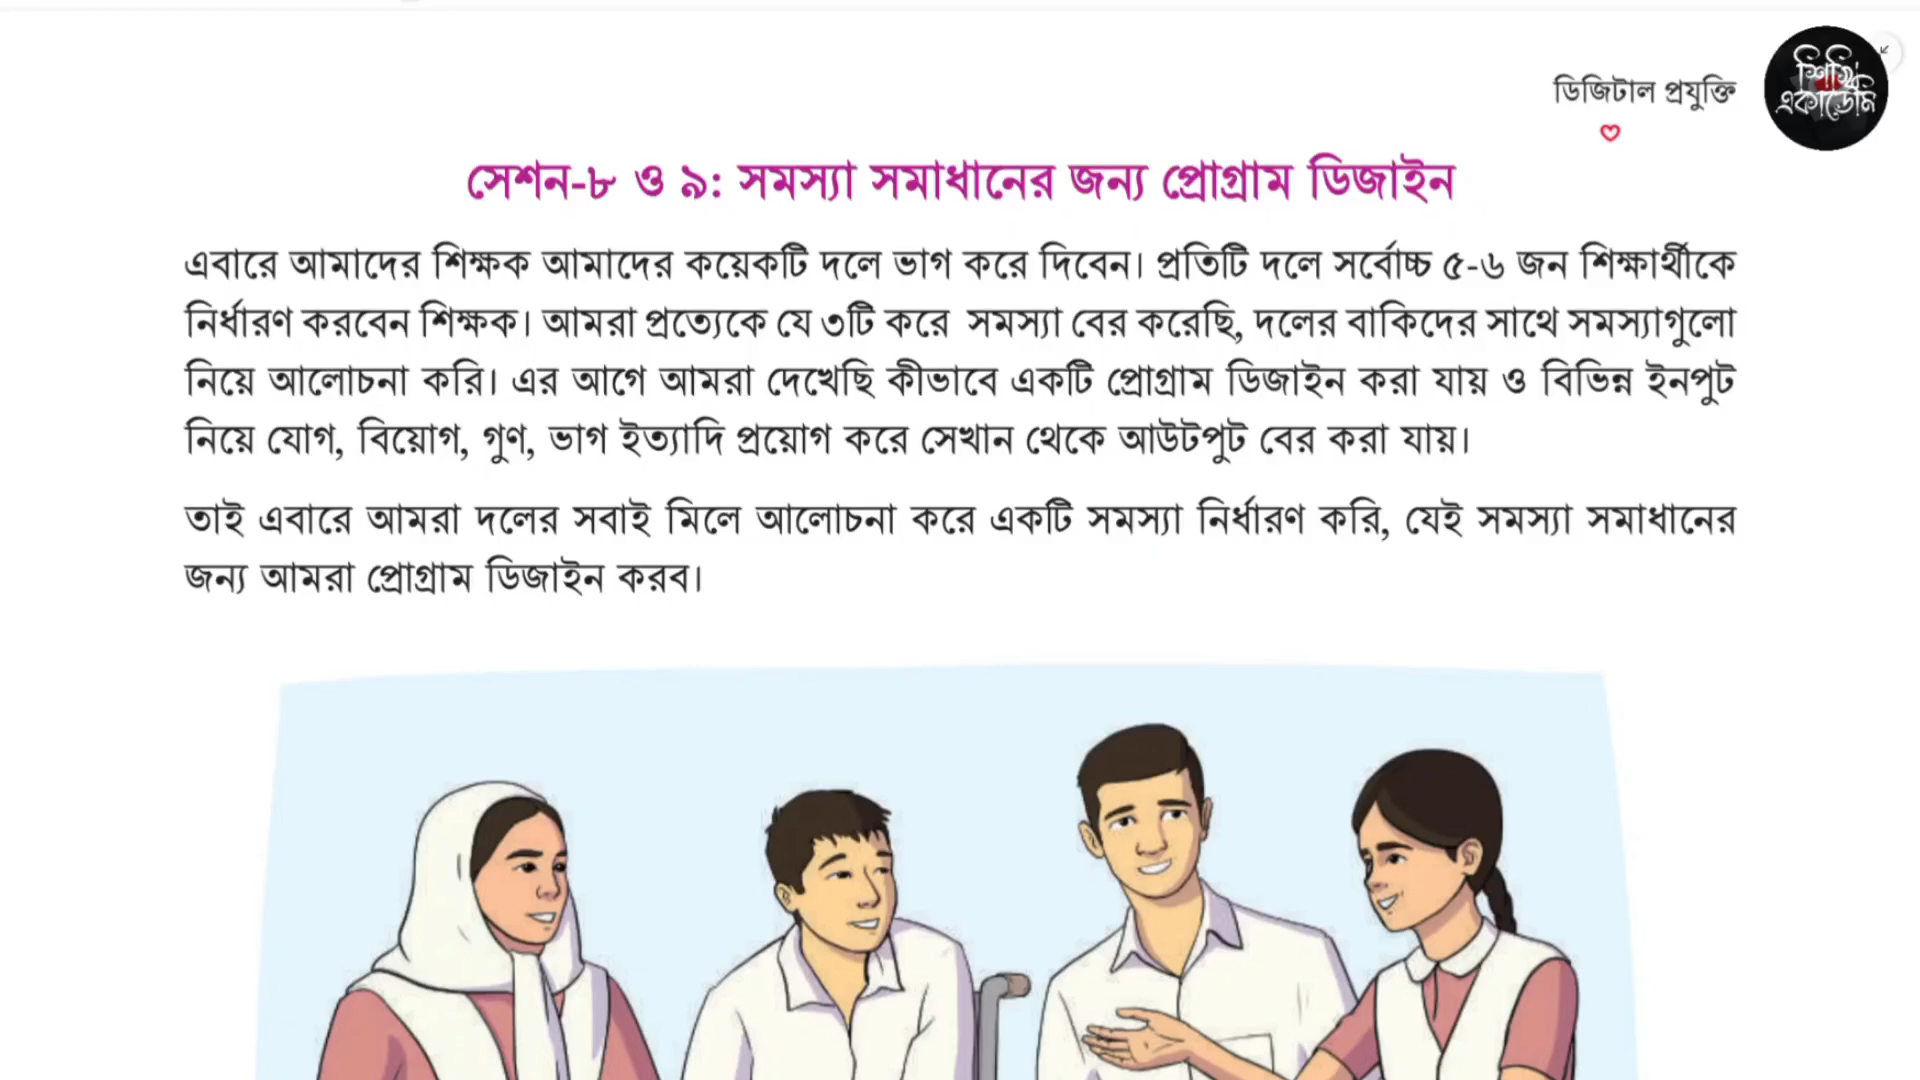 ডিজিটাল প্রযুক্তি
শিখি একাডেমি
সেশন-৮ ও ৯: সমস্যা সমাধানের জন্য প্রোগ্রাম ডিজাইন
এবারে আমাদের শিক্ষক আমাদের কয়েকটি দলে ভাগ করে দিবেন। প্রতিটি দলে সর্বোচ্চ ৫-৬ জন শিক্ষার্থীকে
নির্ধারণ করবেন শিক্ষক। আমরা প্রত্যেকে যে ৩টি করে সমস্যা বের করেছি, দলের বাকিদের সাথে সমস্যাগুলো
নিয়ে আলোচনা করি। এর আগে আমরা দেখেছি কীভাবে একটি প্রোগ্রাম ডিজাইন করা যায় ও বিভিন্ন ইনপুট
নিয়ে যোগ, বিয়োগ, গুণ, ভাগ ইত্যাদি প্রয়োগ করে সেখান থেকে আউটপুট বের করা যায়।
তাই এবারে আমরা দলের সবাই মিলে আলোচনা করে একটি সমস্যা নির্ধারণ করি, যেই সমস্যা সমাধানের
জন্য আমরা প্রোগ্রাম ডিজাইন করব।